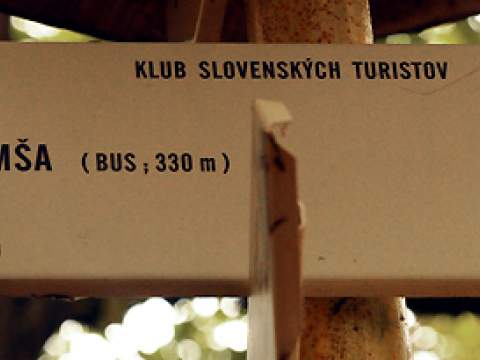 KLUB SLOVENSKÝCH TURISTOV
MŠA (BUS ; 330 m)